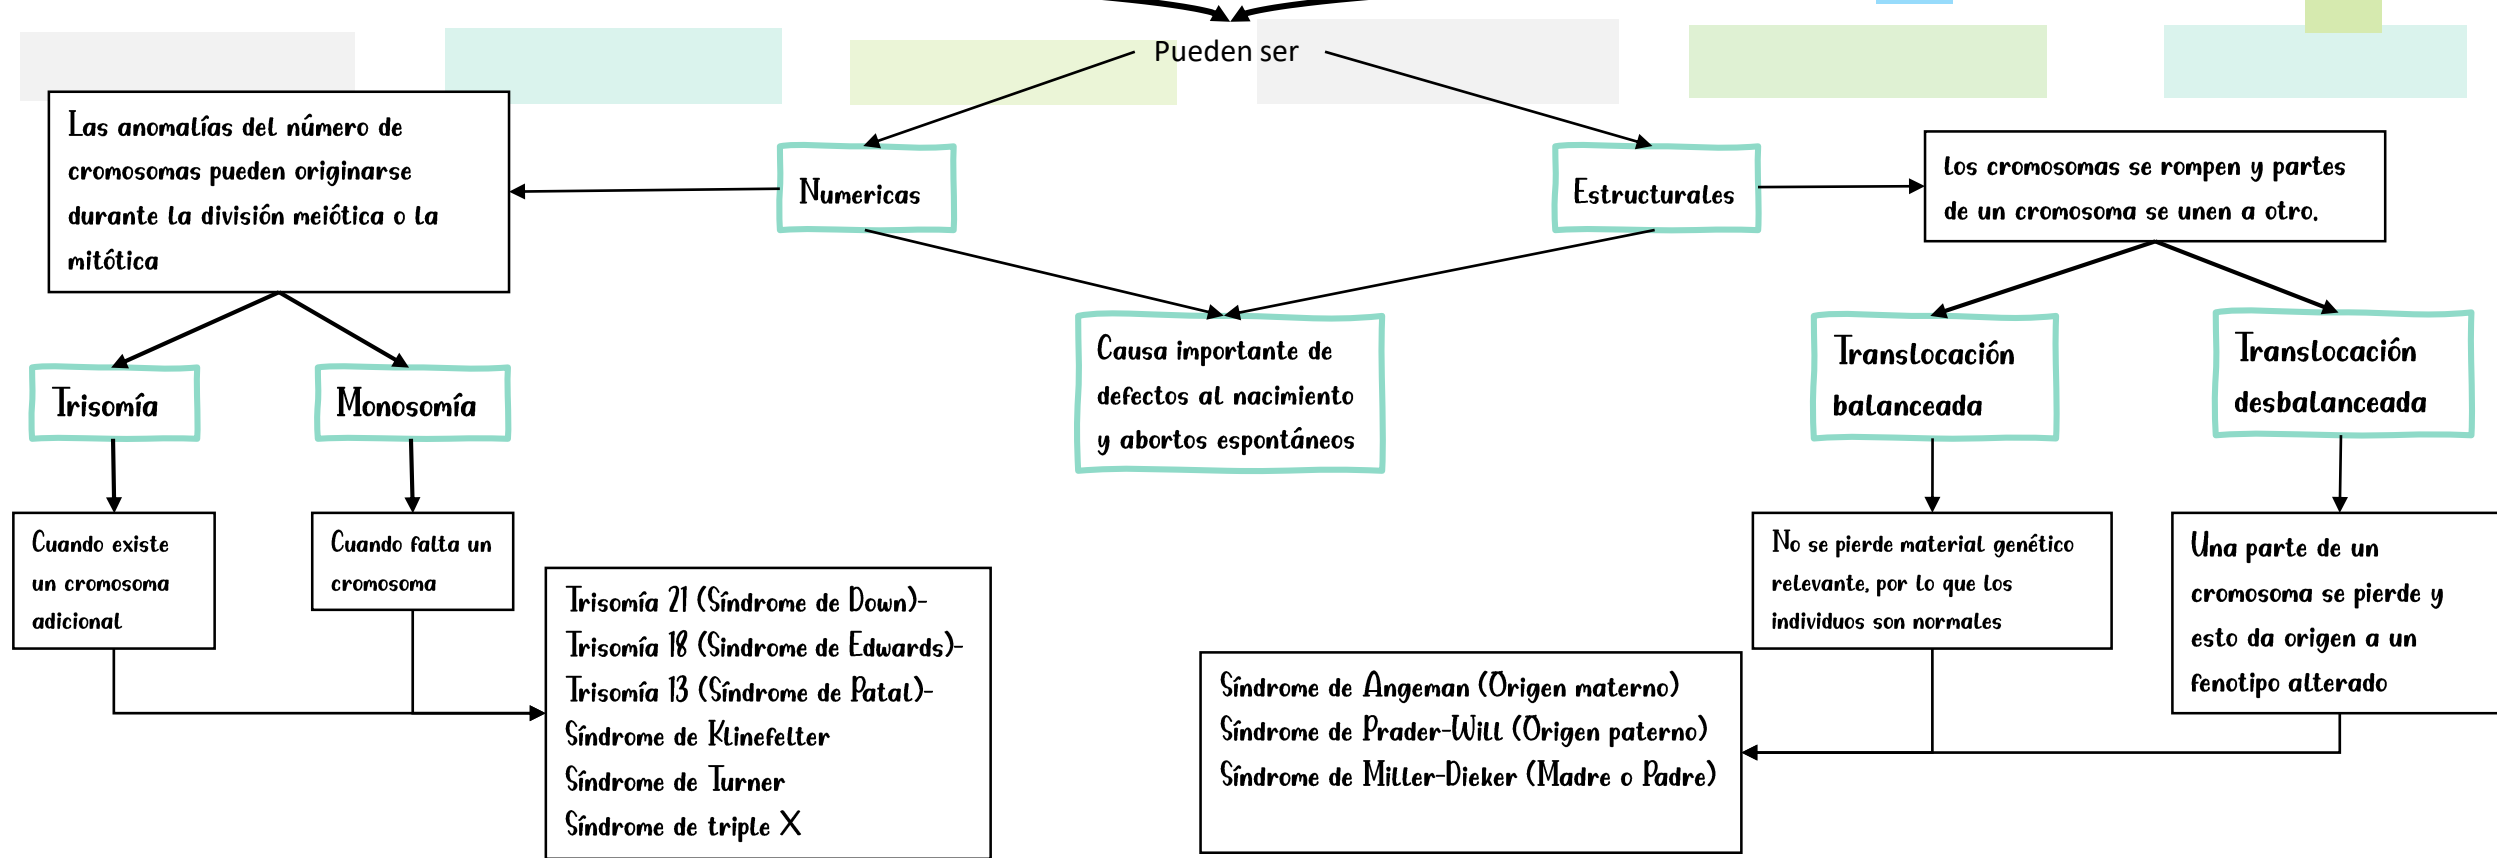 Pueden ser
Las anomalías del número de
cromosomas pueden originarse
durante la división meiótica o la
mitótica
Numericas
Estructurales
los cromosomas se rompen y partes
de un cromosoma se unen a otro.
Trisomía
Monosomía
Causa importante de
defectos al nacimiento
y abortos espontáneos
Translocación
balanceada
Translocación
desbalanceada
Cuando existe
un cromosoma
adicional
Cuando falta un
cromosoma
Trisomía 21 (Síndrome de Down)-
Trisomía 18 (Sindrome de Edwards)-
Trisomía 13 (Síndrome de Patal)-
Síndrome de Klinefelter
Síndrome de Turner
Síndrome de triple X
No se pierde material genético
relevante, por lo que los
individuos son normales
Una parte de un
cromosoma se pierde y
esto da origen a un
fenotipo alterado
Síndrome de Angeman (Origen materno)
Síndrome de Prader-Will (Origen paterno)
Síndrome de Miller-Dieker (Madre o Padre)